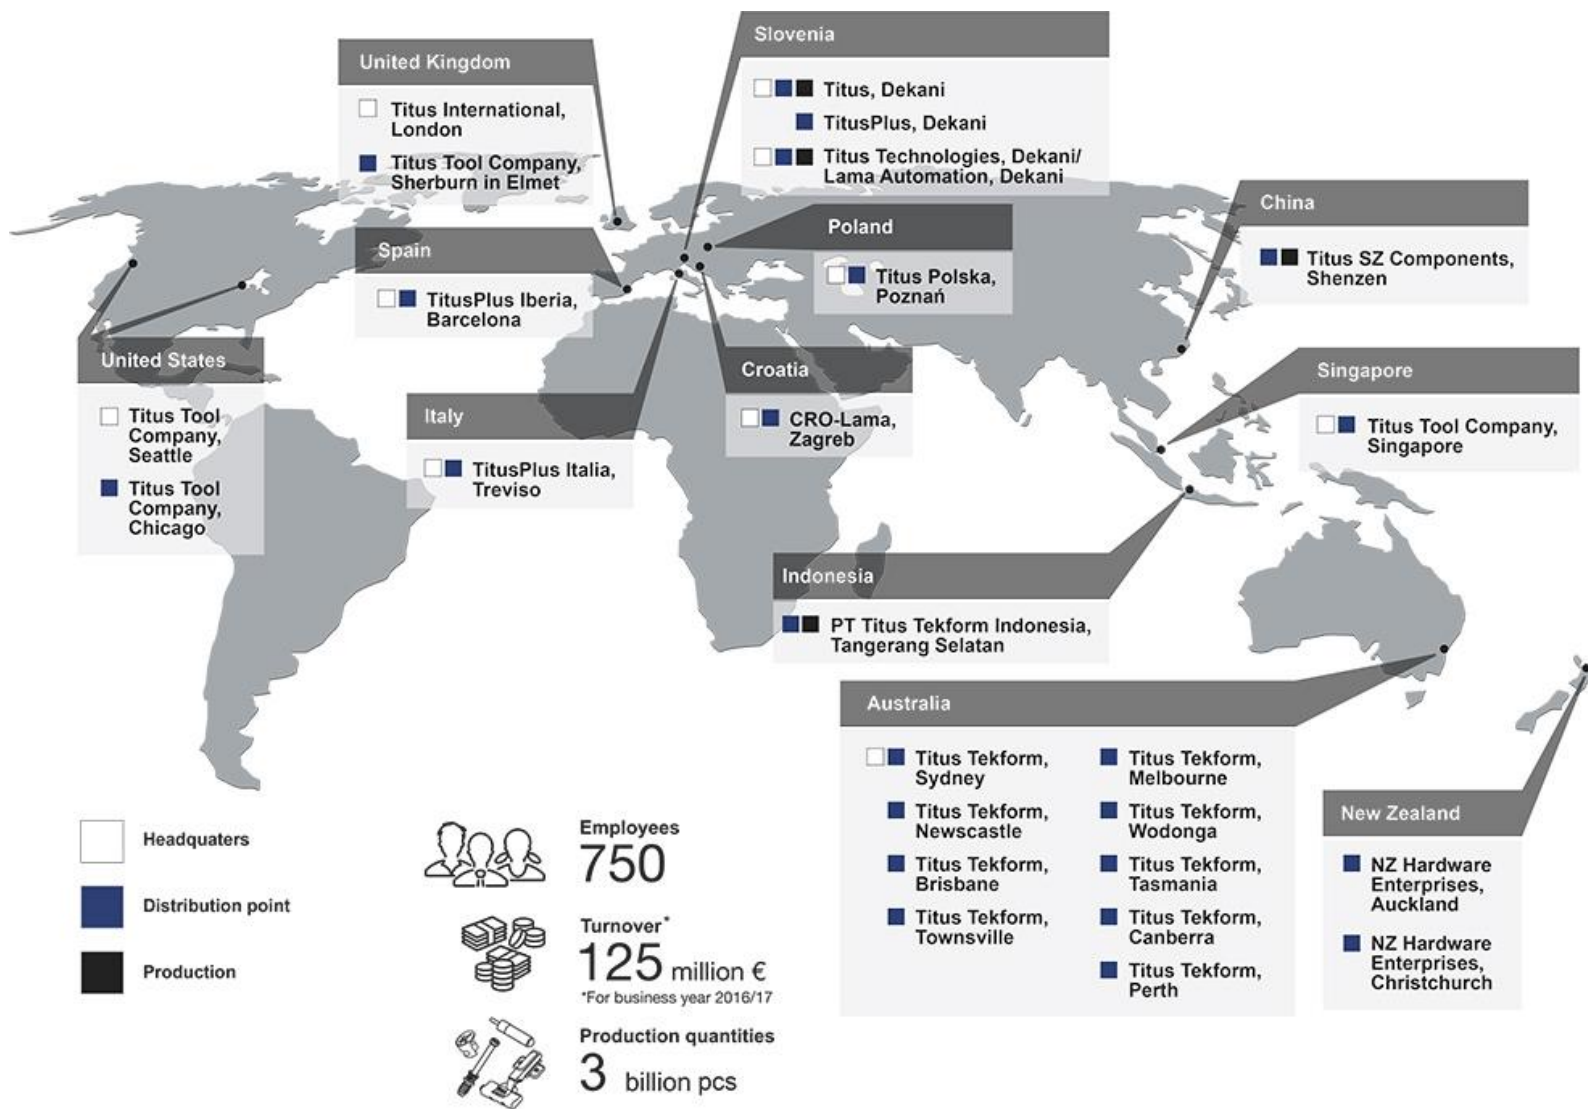 Slovenia
Titus, Dekani
TitusPlus, Dekani
Titus Technologies, Dekani/
Lama Automation, Dekani
United Kingdom
Titus International,
London
Titus Tool Company,
Sherburn in Elmet
China
Titus SZ Components,
Shenzen
Poland
Titus Polska,
Poznań
Spain
TitusPlus Iberia,
Barcelona
United States
Titus Tool
Company,
Seattle
Titus Tool
Company,
Chicago
Italy
TitusPlus Italia,
Treviso
Croatia
CRO-Lama,
Zagreb
Singapore
Titus Tool Company,
Singapore
Indonesia
PT Titus Tekform Indonesia,
Tangerang Selatan
Australia
Titus Tekform,
Sydney
Titus Tekform,
Newscastle
Titus Tekform,
Brisbane
Titus Tekform,
Townsville
Titus Tekform,
Melbourne
Titus Tekform,
Wodonga
Titus Tekform,
Tasmania
Titus Tekform,
Canberra
Titus Tekform,
Perth
New Zealand
NZ Hardware
Enterprises,
Auckland
NZ Hardware
Enterprises,
Christchurch
Headquaters
Distribution point
Production
Employees
750
Turnover*
125 million €
*For business year 2016/17
Production quantities
3 billion pcs